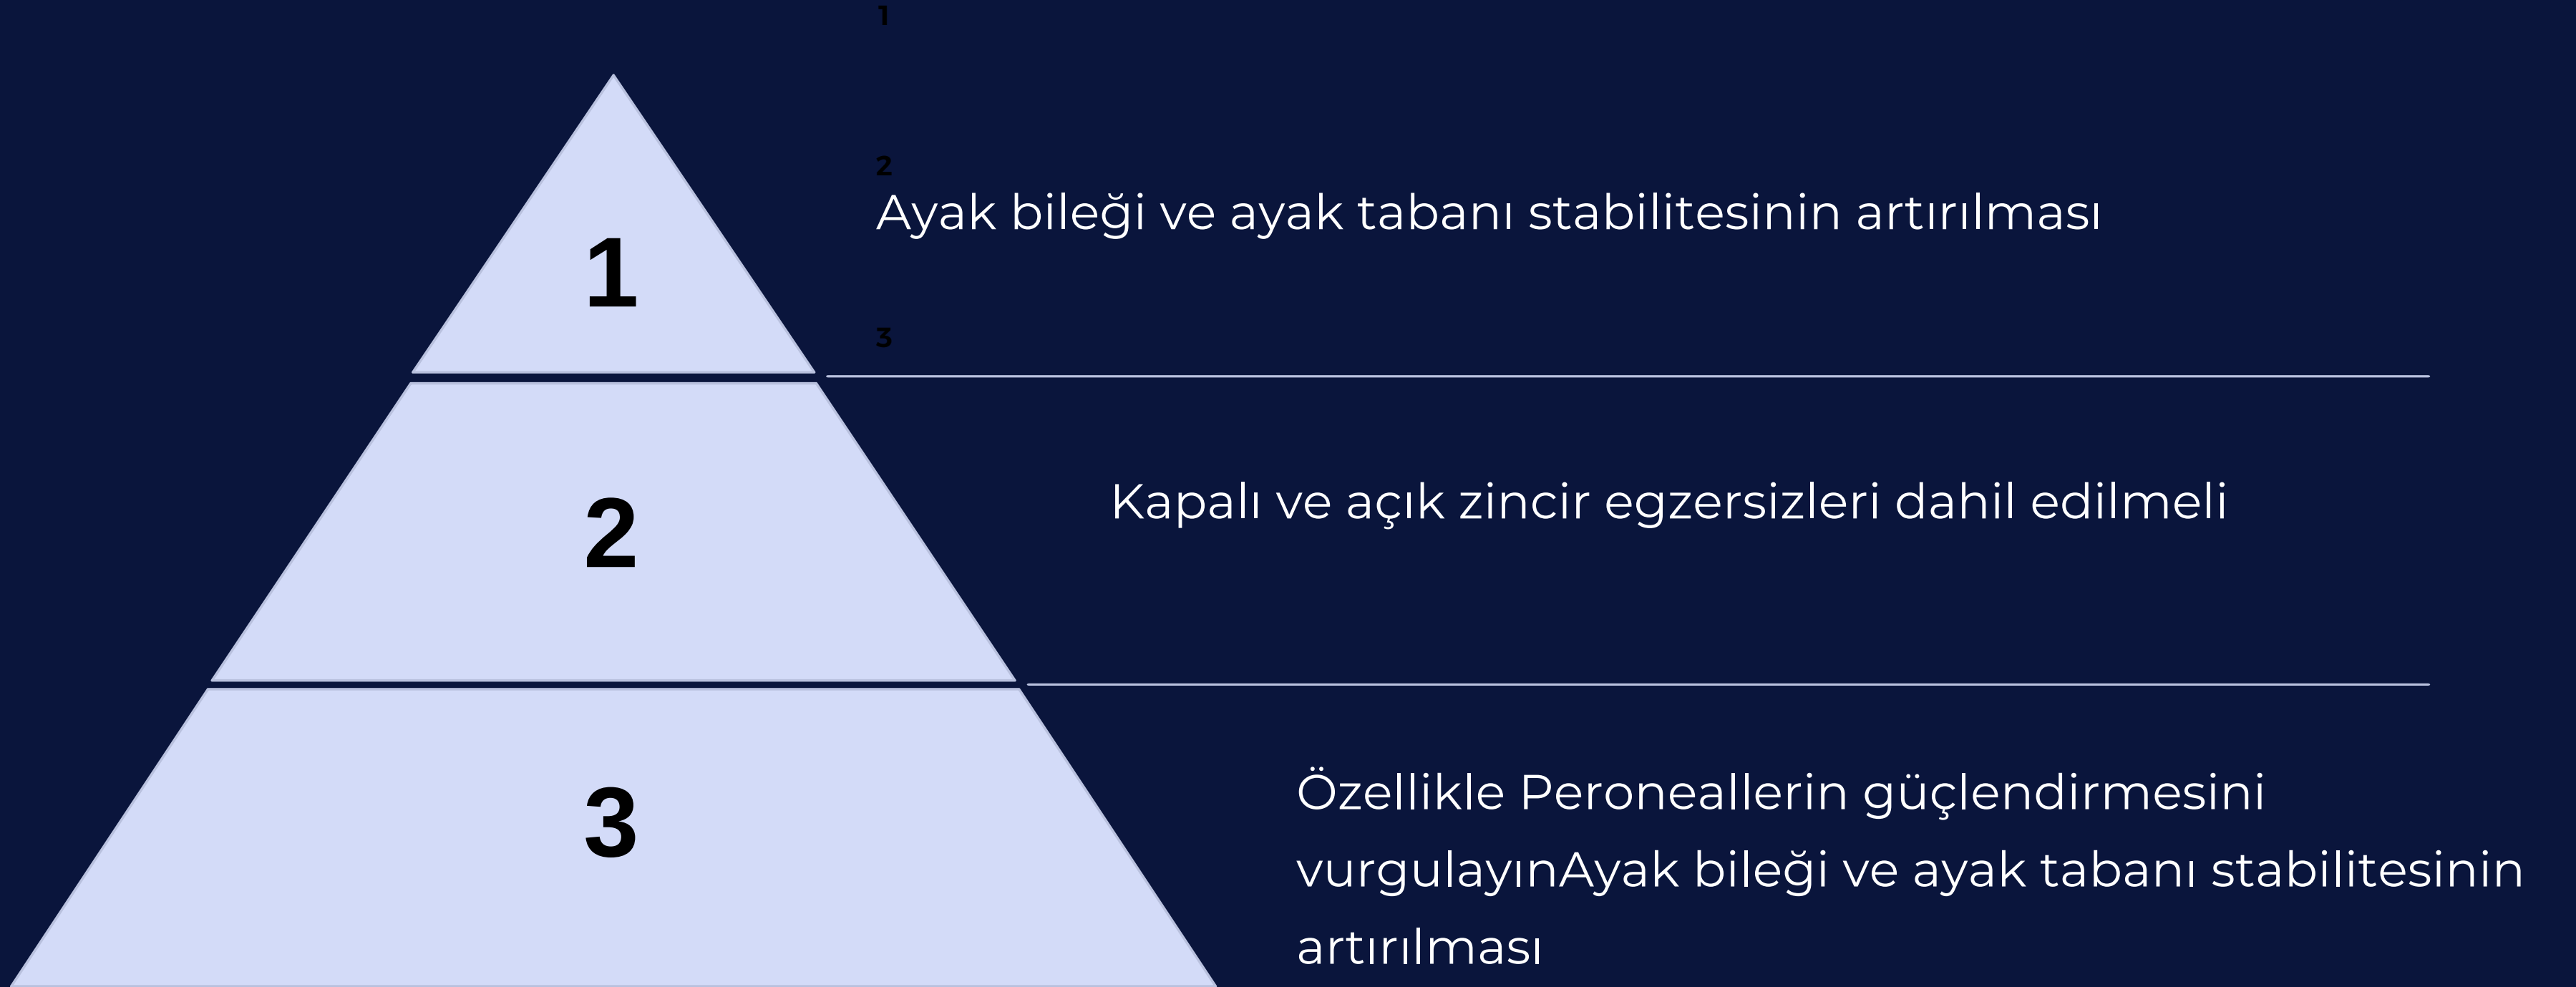 1
2
Ayak bileği ve ayak tabanı stabilitesinin artırılması
1
3
Kapalı ve açık zincir egzersizleri dahil edilmeli
2
Özellikle Peroneallerin güçlendirmesini
vurgulayınAyak bileği ve ayak tabanı stabilitesinin
artırılması
3